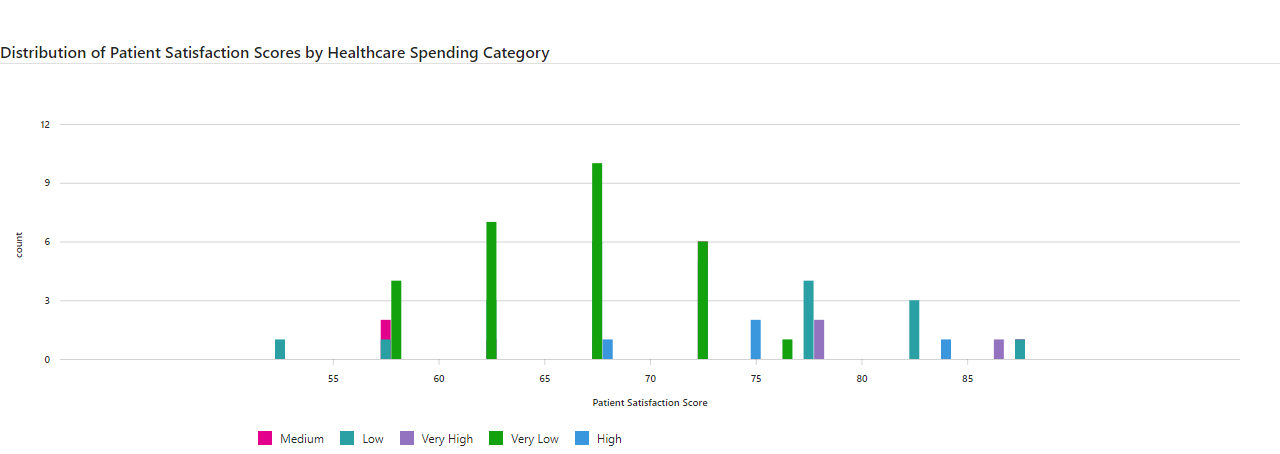 Distribution of Patient Satisfaction Scores by Healthcare Spending Category
12
9
6
3
0
count
55 60 65 70 75 80 85
Patient Satisfaction Score
Medium Low Very High Very Low High